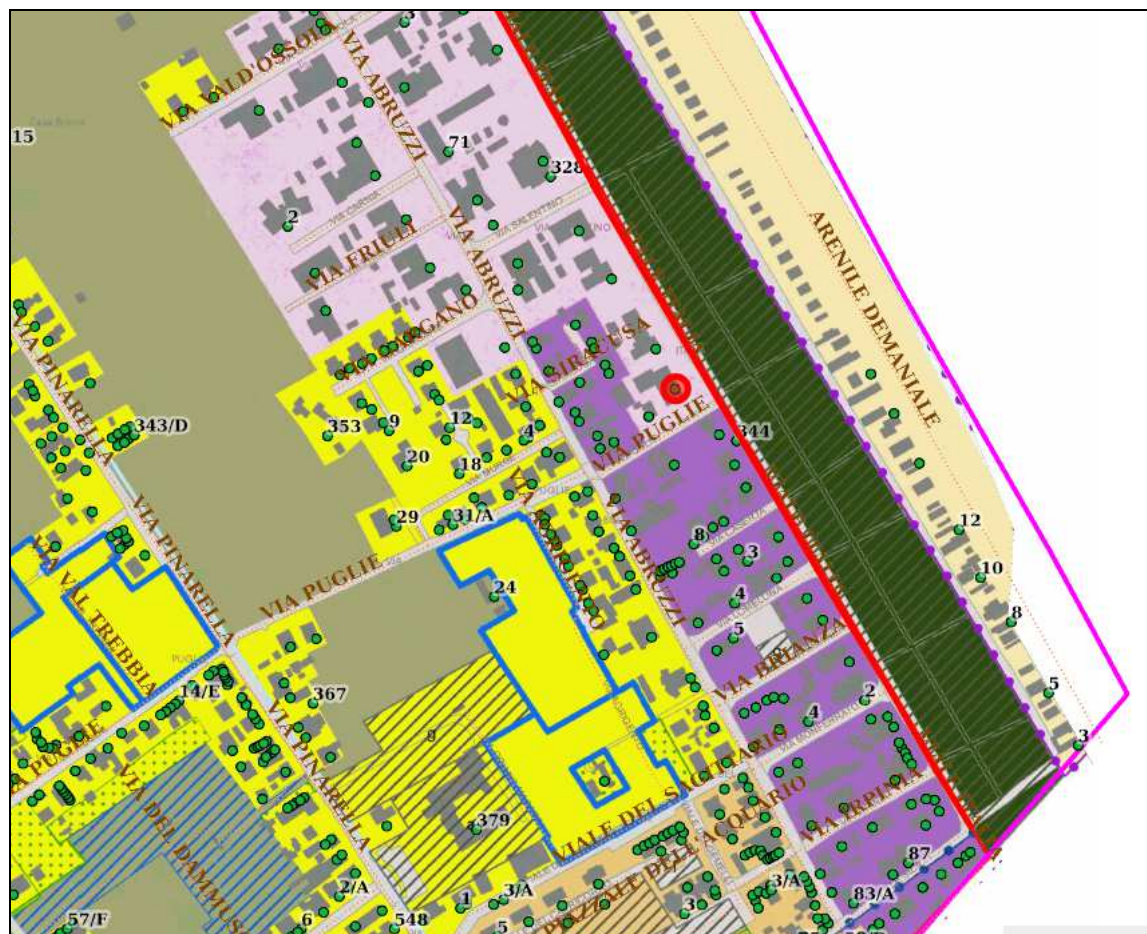 3
VIA VALD'OSSOLA
VIA ABRUZZI
15
71
328
VIA CARNIA
2
VIA SALENTINO
VIA FRIULI
VIA ABRUZZI
ARENILE DEMANIALE
VIA GARGANO
VIA PINARELLA
VIA SIRACUSA
343/D
353
9
12
4
344
VIA PUGLIE
20
18
12
29
31/A
10
VIA PINARELLA
VIA PUGLIE
VIA ABRUZZI
8
3
24
4
8
5
VIA VAL TREBBIA
VIA BRIANZA
14/E
367
2
5
VIA PUGLIE
VIA PINARELLA
4
3
VIALE DEL SAGITTARIO
VIA DEL DAMMUSO
379
VIA IRPINIA
PIAZZALE DELL'ACQUARIO
87
2/A
3/A
3/A
83/A
57/F
6
548
1
5
3